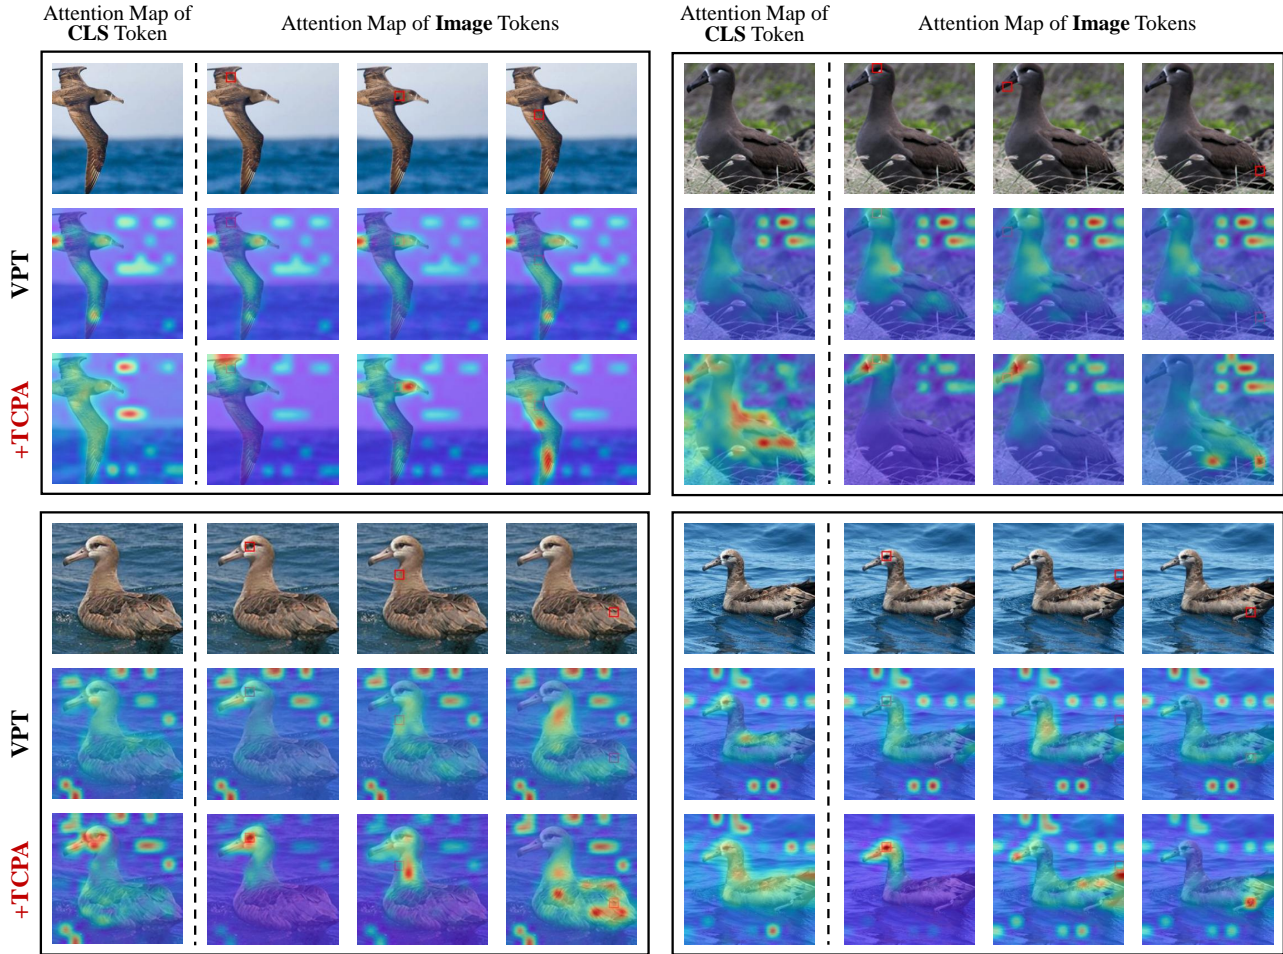 Attention Map of
CLS Token
Attention Map of Image Tokens
Attention Map of
CLS Token
Attention Map of Image Tokens
VPT
+TCPA
VPT
+TCPA